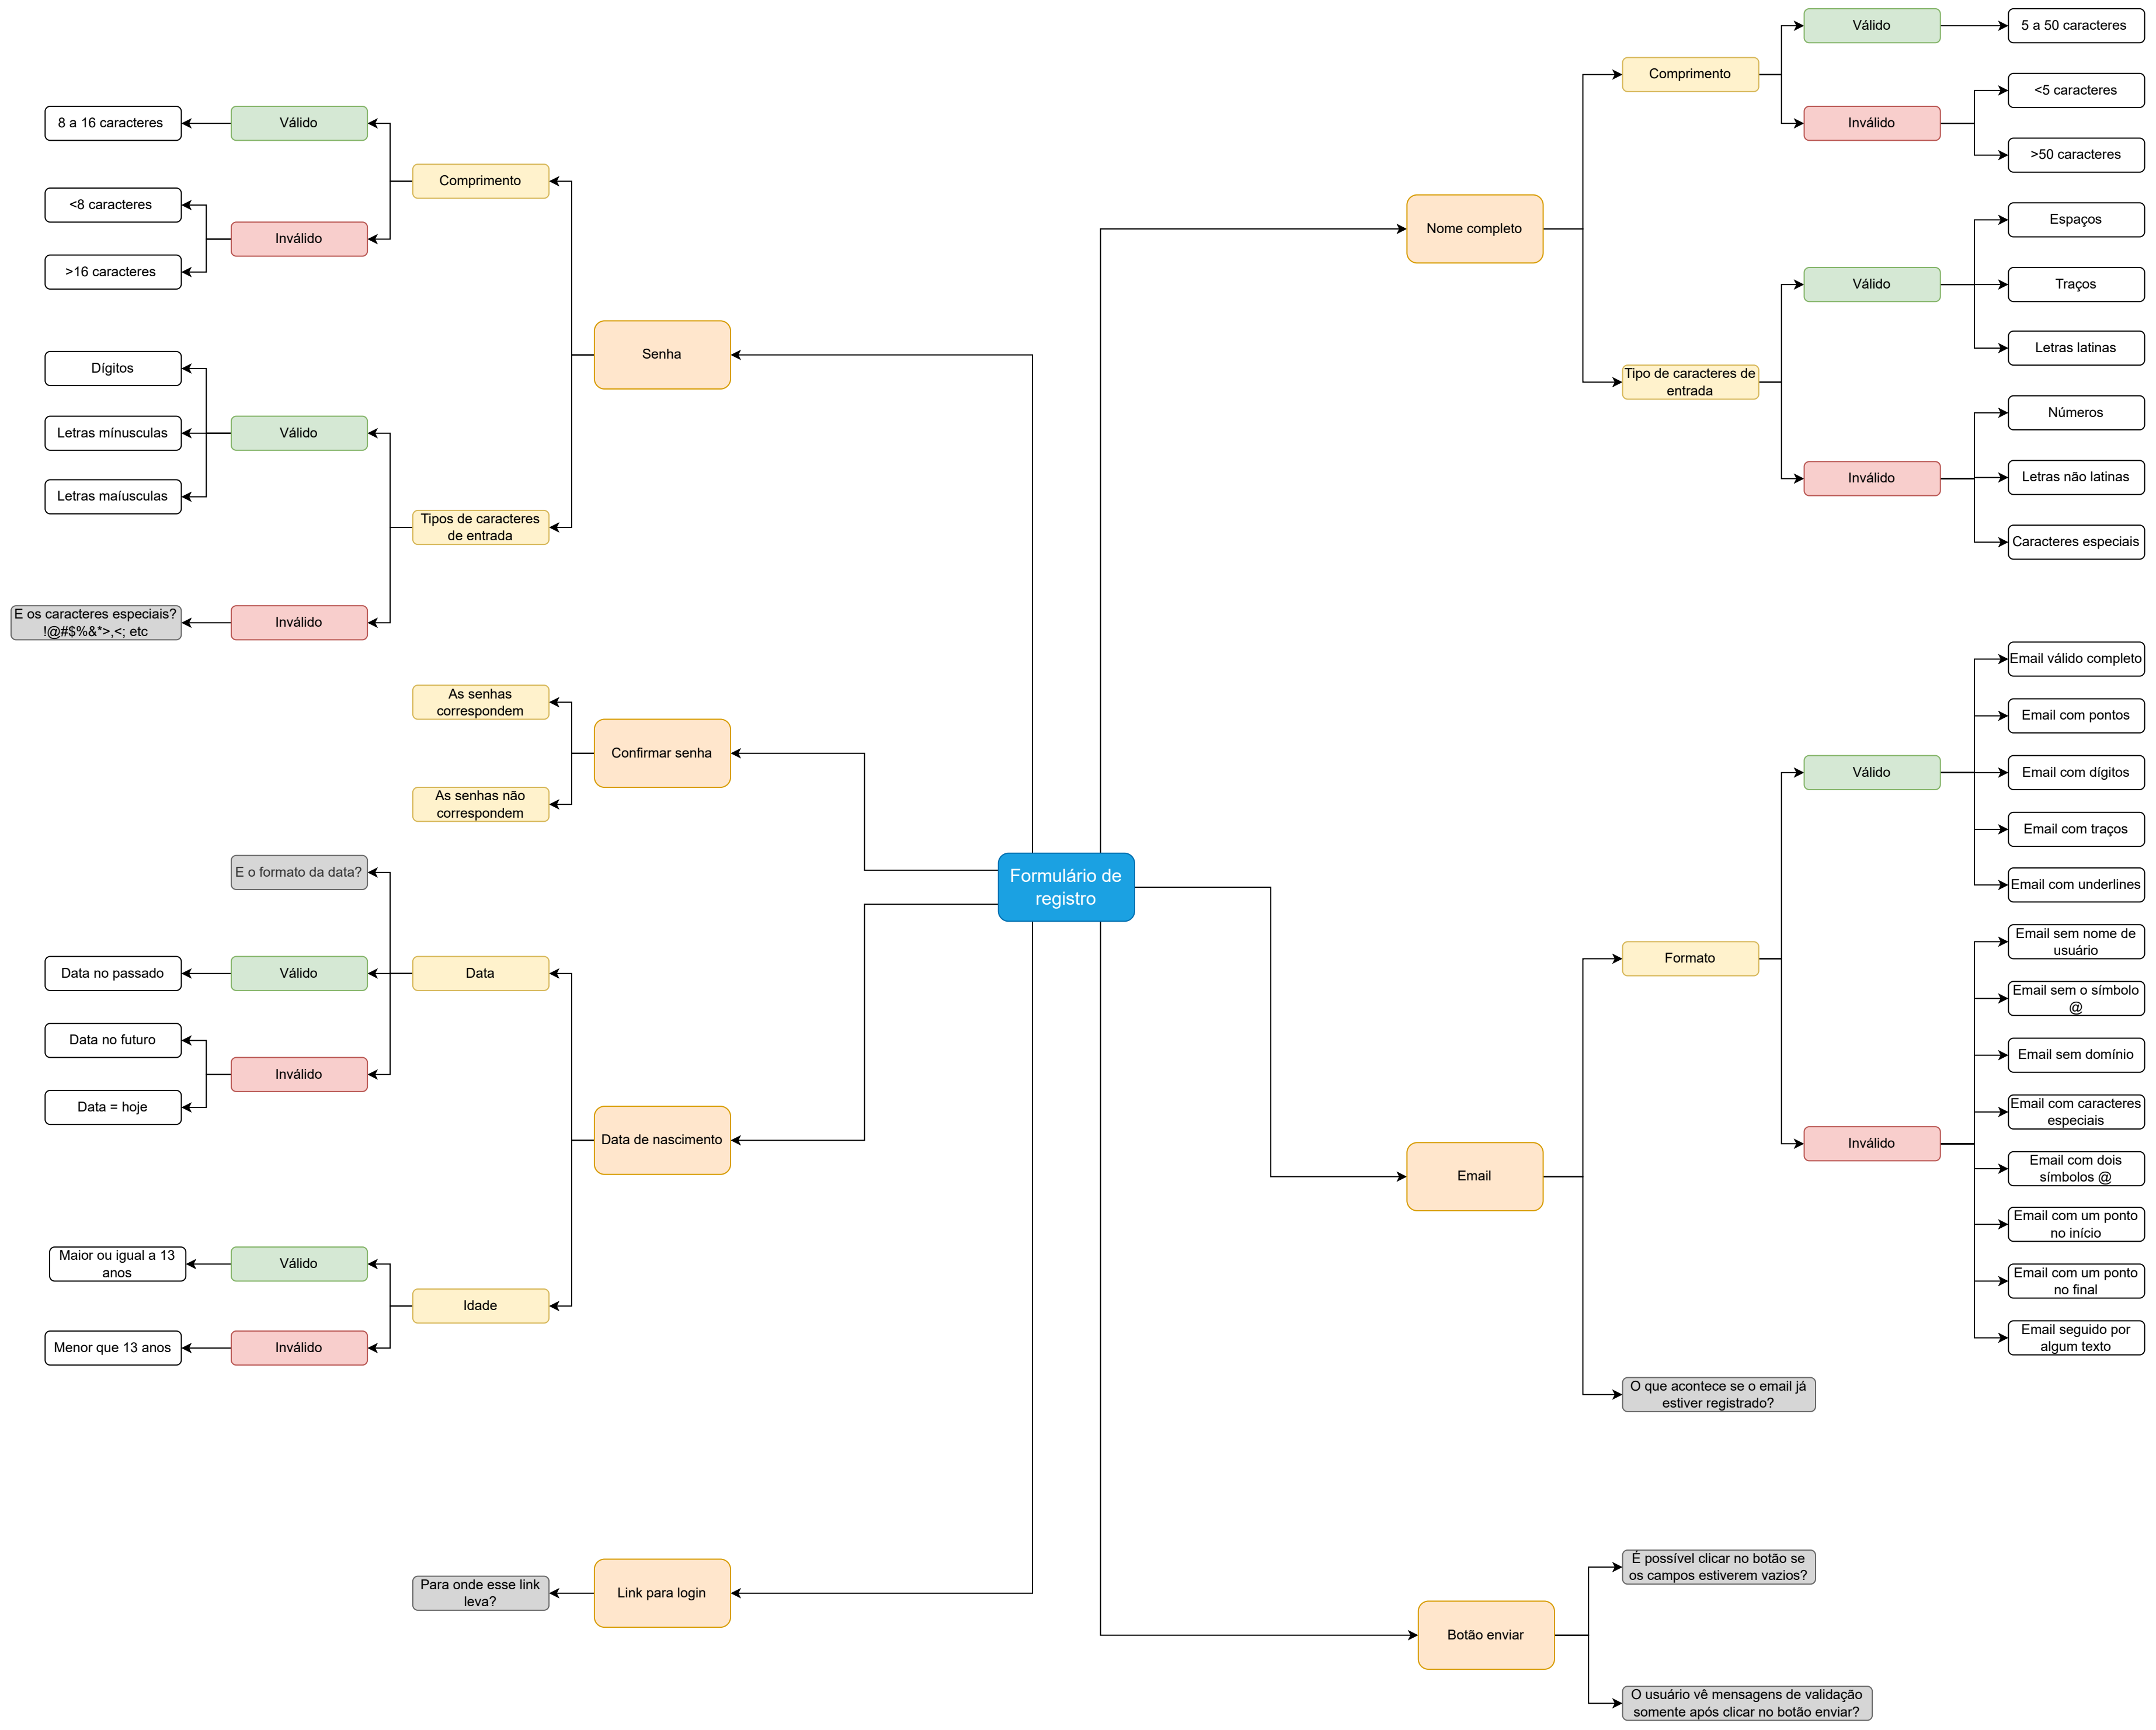 Formulário de
registro
Nome completo
Comprimento
Válido
5 a 50 caracteres
Inválido
<5 caracteres
>50 caracteres
Tipo de caracteres de
entrada
Válido
Espaços
Traços
Letras latinas
Inválido
Números
Letras não latinas
Caracteres especiais
Email
Formato
Válido
Email válido completo
Email com pontos
Email com dígitos
Email com traços
Email com underlines
Inválido
Email sem nome de
usuário
Email sem o símbolo
@
Email sem domínio
Email com caracteres
especiais
Email com dois
símbolos @
Email com um ponto
no início
Email com um ponto
no final
Email seguido por
algum texto
O que acontece se o email já
estiver registrado?
Botão enviar
É possível clicar no botão se
os campos estiverem vazios?
O usuário vê mensagens de validação
somente após clicar no botão enviar?
Senha
Comprimento
Válido
8 a 16 caracteres
Inválido
<8 caracteres
>16 caracteres
Tipos de caracteres
de entrada
Válido
Dígitos
Letras mínusculas
Letras maíusculas
Inválido
E os caracteres especiais?
!@#$%&*>,<; etc
Confirmar senha
As senhas
correspondem
As senhas não
correspondem
Data de nascimento
Data
E o formato da data?
Válido
Data no passado
Inválido
Data no futuro
Data = hoje
Idade
Válido
Maior ou igual a 13
anos
Inválido
Menor que 13 anos
Link para login
Para onde esse link
leva?